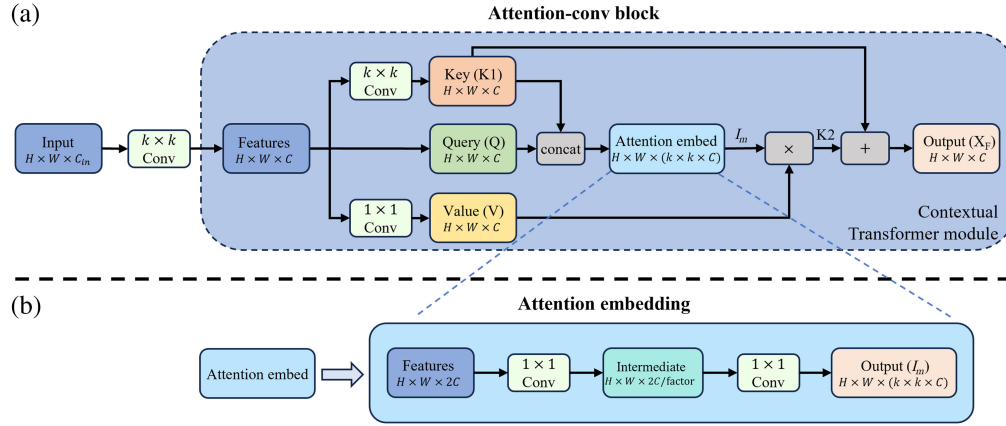 (a)
Attention-conv block
Input
H × W × C_in
k × k
Conv
Features
H × W × C
k × k
Conv
Key (K1)
H × W × C
Query (Q)
H × W × C
1 × 1
Conv
Value (V)
H × W × C
concat
Attention embed
H × W × (k × k × C)
I_m
×
K2
+
Output (X_F)
H × W × C
Contextual
Transformer module
(b)
Attention embedding
Attention embed
Features
H × W × 2C
1 × 1
Conv
Intermediate
H × W × 2C/factor
1 × 1
Conv
Output (I_m)
H × W × (k × k × C)